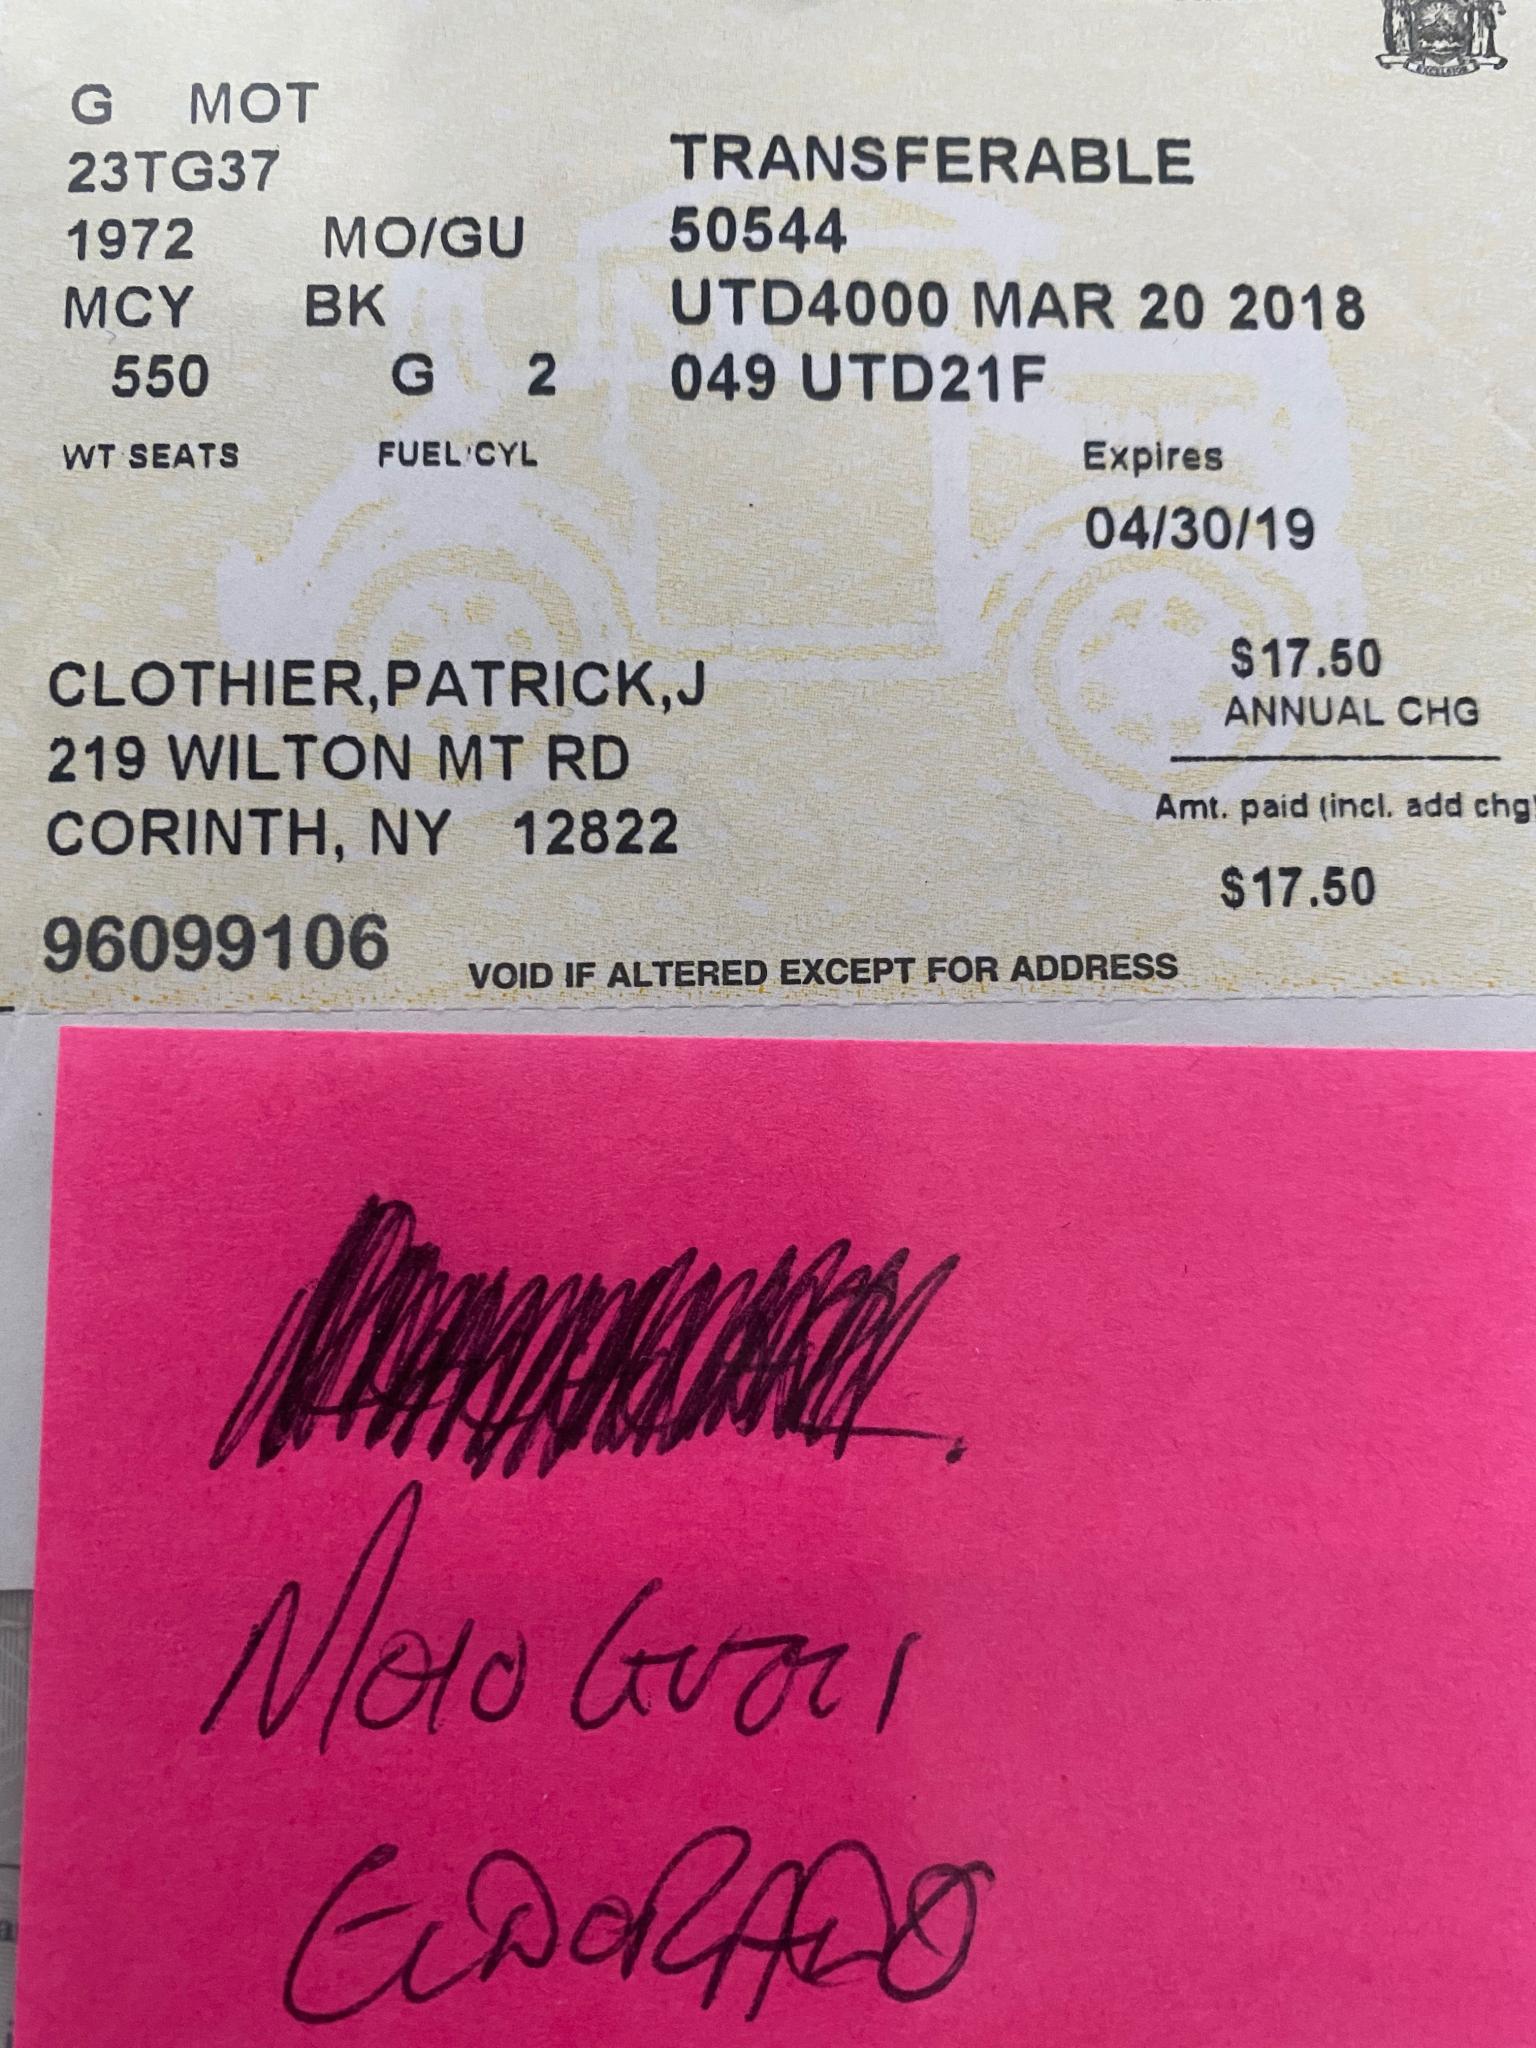 EXCELSIOR
G MOT
23TG37 TRANSFERABLE
1972 MO/GU 50544
MCY BK UTD4000 MAR 20 2018
550 G 2 049 UTD21F
WT SEATS FUEL/CYL Expires
04/30/19
CLOTHIER,PATRICK,J $17.50
ANNUAL CHG
219 WILTON MT RD
Amt. paid (incl. add chg)
CORINTH, NY 12822
$17.50
96099106 VOID IF ALTERED EXCEPT FOR ADDRESS
Moto Guzzi
ELDORADO